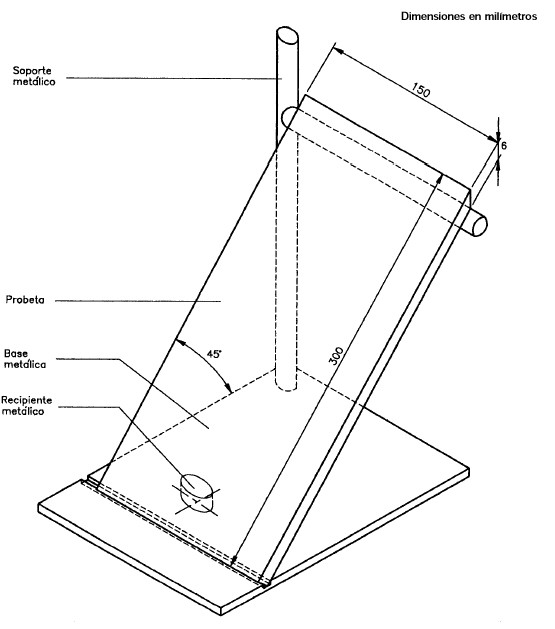 Dimensiones en milímetros
Soporte
metálico
150
6
Probeta
300
45°
Base
metálica
Recipiente
metálico